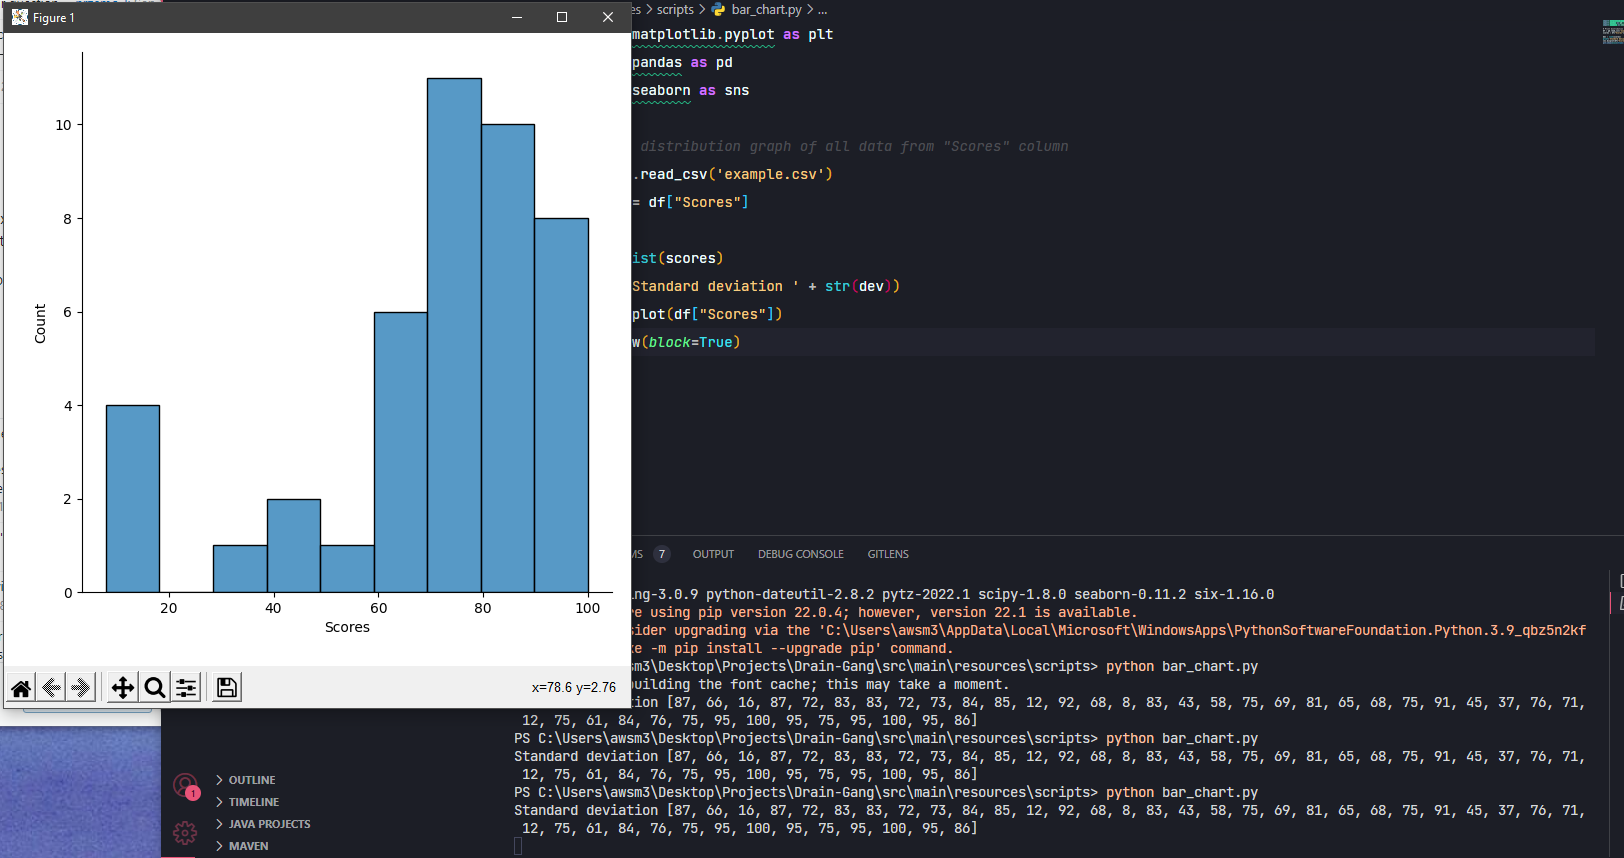 Figure 1
10
8
6
4
2
0
Count
20 40 60 80 100
Scores
x=78.6 y=2.76
es > scripts > bar_chart.py > ...
matplotlib.pyplot as plt
pandas as pd
seaborn as sns
distribution graph of all data from "Scores" column
.read_csv('example.csv')
= df["Scores"]
ist(scores)
Standard deviation ' + str(dev))
plot(df["Scores"])
w(block=True)
MS 7 OUTPUT DEBUG CONSOLE GITLENS
ng-3.0.9 python-dateutil-2.8.2 pytz-2022.1 scipy-1.8.0 seaborn-0.11.2 six-1.16.0
re using pip version 22.0.4; however, version 22.1 is available.
sider upgrading via the 'C:\Users\awsm3\AppData\Local\Microsoft\WindowsApps\PythonSoftwareFoundation.Python.3.9_qbz5n2kf
e -m pip install --upgrade pip' command.
sm3\Desktop\Projects\Drain-Gang\src\main\resources\scripts> python bar_chart.py
uilding the font cache; this may take a moment.
tion [87, 66, 16, 87, 72, 83, 83, 72, 73, 84, 85, 12, 92, 68, 8, 83, 43, 58, 75, 69, 81, 65, 68, 75, 91, 45, 37, 76, 71,
12, 75, 61, 84, 76, 75, 95, 100, 95, 75, 95, 100, 95, 86]
PS C:\Users\awsm3\Desktop\Projects\Drain-Gang\src\main\resources\scripts> python bar_chart.py
Standard deviation [87, 66, 16, 87, 72, 83, 83, 72, 73, 84, 85, 12, 92, 68, 8, 83, 43, 58, 75, 69, 81, 65, 68, 75, 91, 45, 37, 76, 71,
12, 75, 61, 84, 76, 75, 95, 100, 95, 75, 95, 100, 95, 86]
PS C:\Users\awsm3\Desktop\Projects\Drain-Gang\src\main\resources\scripts> python bar_chart.py
Standard deviation [87, 66, 16, 87, 72, 83, 83, 72, 73, 84, 85, 12, 92, 68, 8, 83, 43, 58, 75, 69, 81, 65, 68, 75, 91, 45, 37, 76, 71,
12, 75, 61, 84, 76, 75, 95, 100, 95, 75, 95, 100, 95, 86]
1
OUTLINE
TIMELINE
JAVA PROJECTS
MAVEN